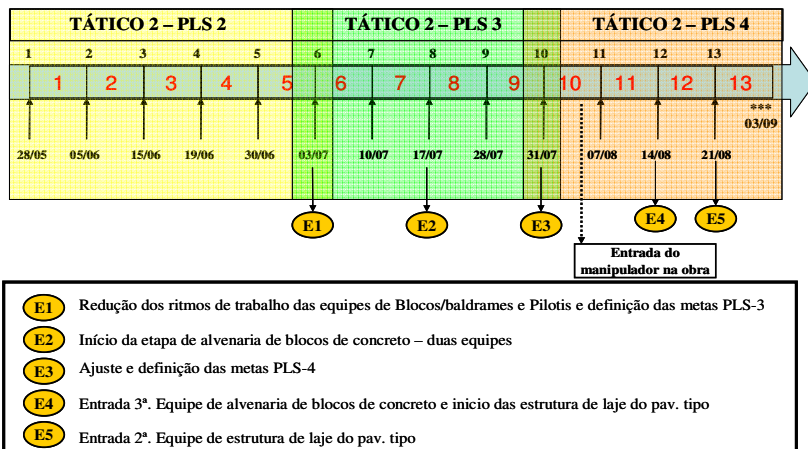 TÁTICO 2 – PLS 2 TÁTICO 2 – PLS 3 TÁTICO 2 – PLS 4
1 2 3 4 5 6 7 8 9 10 11 12 13
1 2 3 4 5 6 7 8 9 10 11 12 13
***
03/09
28/05 05/06 15/06 19/06 30/06 03/07 10/07 17/07 28/07 31/07 07/08 14/08 21/08
E1 E2 E3 E4 E5
Entrada do
manipulador na obra
E1 Redução dos ritmos de trabalho das equipes de Blocos/baldrames e Pilotis e definição das metas PLS-3
E2 Início da etapa de alvenaria de blocos de concreto – duas equipes
E3 Ajuste e definição das metas PLS-4
E4 Entrada 3ª. Equipe de alvenaria de blocos de concreto e inicio das estrutura de laje do pav. tipo
E5 Entrada 2ª. Equipe de estrutura de laje do pav. tipo